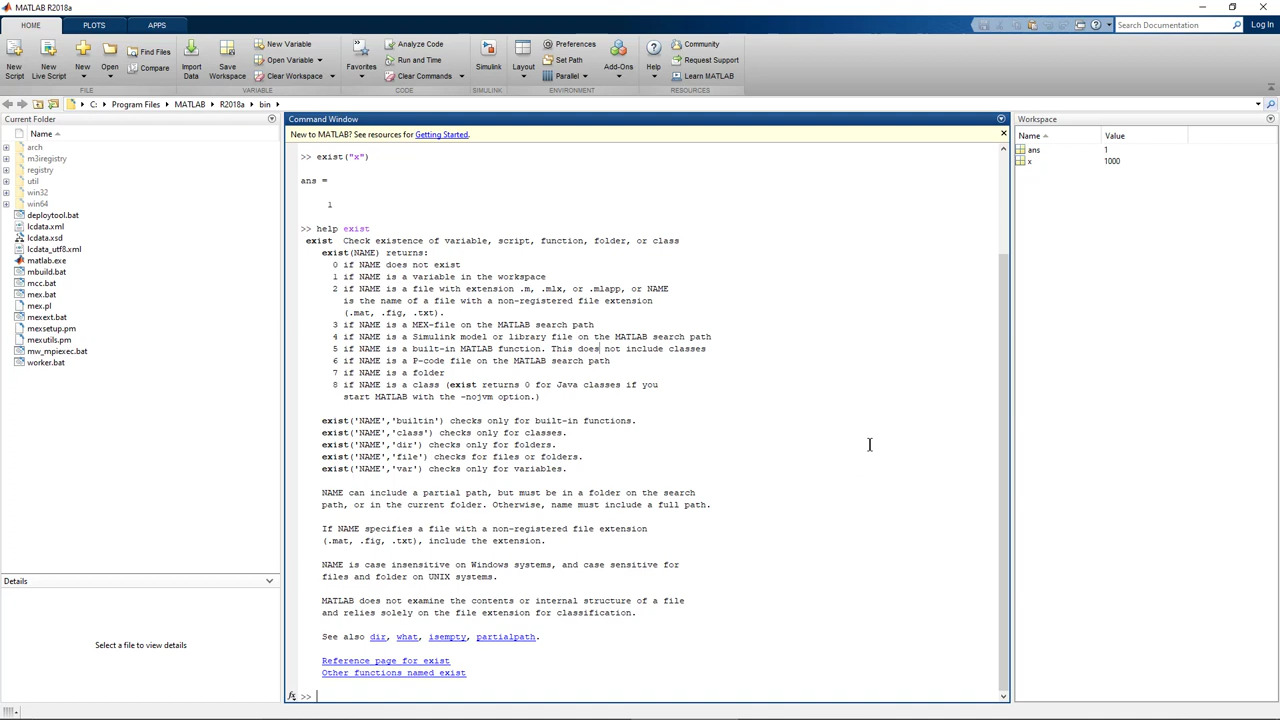 MATLAB R2018a
HOME
PLOTS
APPS
Search Documentation
Log In
New Script
New Live Script
New
Open
Find Files
Compare
Import Data
Save Workspace
New Variable
Open Variable
Clear Workspace
Favorites
Analyze Code
Run and Time
Clear Commands
Simulink
Layout
Preferences
Set Path
Parallel
Add-Ons
Help
Community
Request Support
Learn MATLAB
FILE
VARIABLE
CODE
SIMULINK
ENVIRONMENT
RESOURCES
C: Program Files MATLAB R2018a bin
Current Folder
Name
arch
m3iregistry
registry
util
win32
win64
deploytool.bat
lcdata.xml
lcdata.xsd
lcdata_utf8.xml
matlab.exe
mbuild.bat
mcc.bat
mex.bat
mex.pl
mexext.bat
mexsetup.pm
mexutils.pm
mw_mpiexec.bat
worker.bat
Details
Select a file to view details
Command Window
New to MATLAB? See resources for Getting Started.
>> exist("x")
ans =
1
>> help exist
exist Check existence of variable, script, function, folder, or class
exist(NAME) returns:
0 if NAME does not exist
1 if NAME is a variable in the workspace
2 if NAME is a file with extension .m, .mlx, or .mlapp, or NAME
is the name of a file with a non-registered file extension
(.mat, .fig, .txt).
3 if NAME is a MEX-file on the MATLAB search path
4 if NAME is a Simulink model or library file on the MATLAB search path
5 if NAME is a built-in MATLAB function. This does not include classes
6 if NAME is a P-code file on the MATLAB search path
7 if NAME is a folder
8 if NAME is a class (exist returns 0 for Java classes if you
start MATLAB with the -nojvm option.)
exist('NAME','builtin') checks only for built-in functions.
exist('NAME','class') checks only for classes.
exist('NAME','dir') checks only for folders.
exist('NAME','file') checks for files or folders.
exist('NAME','var') checks only for variables.
NAME can include a partial path, but must be in a folder on the search
path, or in the current folder. Otherwise, name must include a full path.
If NAME specifies a file with a non-registered file extension
(.mat, .fig, .txt), include the extension.
NAME is case insensitive on Windows systems, and case sensitive for
files and folder on UNIX systems.
MATLAB does not examine the contents or internal structure of a file
and relies solely on the file extension for classification.
See also dir, what, isempty, partialpath.
Reference page for exist
Other functions named exist
fx >>
Workspace
Name Value
ans 1
x 1000